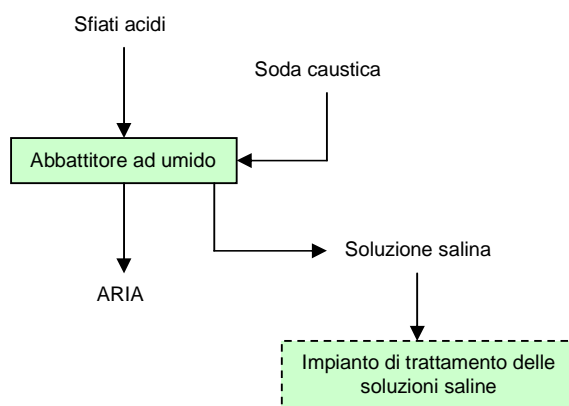 Sfiati acidi
Soda caustica
Abbattitore ad umido
Soluzione salina
ARIA
Impianto di trattamento delle
soluzioni saline